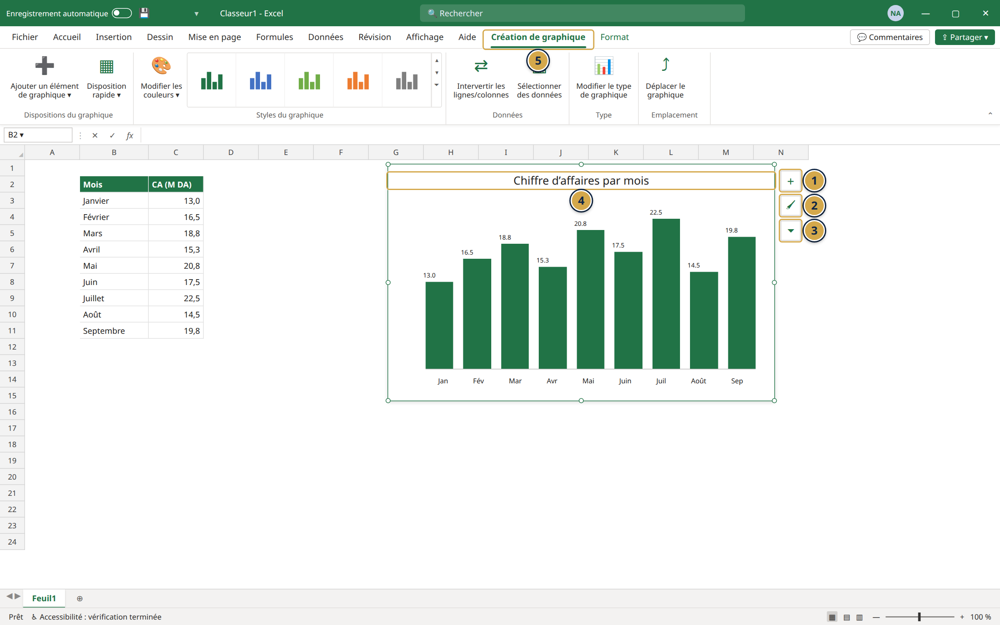 Enregistrement automatique
Classeur1 - Excel
Rechercher
NA
Fichier Accueil Insertion Dessin Mise en page Formules Données Révision Affichage Aide Création de graphique Format
Commentaires
Partager
5
Ajouter un élément
de graphique
Disposition
rapide
Dispositions du graphique
Modifier les
couleurs
Styles du graphique
Intervertir les
lignes/colonnes
Sélectionner
des données
Données
Modifier le type
de graphique
Type
Déplacer le
graphique
Emplacement
B2
fx
A B C D E F G H I J K L M N
1
2 Mois CA (M DA)
3 Janvier 13,0
4 Février 16,5
5 Mars 18,8
6 Avril 15,3
7 Mai 20,8
8 Juin 17,5
9 Juillet 22,5
10 Août 14,5
11 Septembre 19,8
12
13
14
15
16
17
18
19
20
21
22
23
24
Chiffre d’affaires par mois
4
+ 1
2
3
13.0
16.5
18.8
15.3
20.8
17.5
22.5
14.5
19.8
Jan Fév Mar Avr Mai Juin Juil Août Sep
Feuil1
Prêt
Accessibilité : vérification terminée
— + 100 %